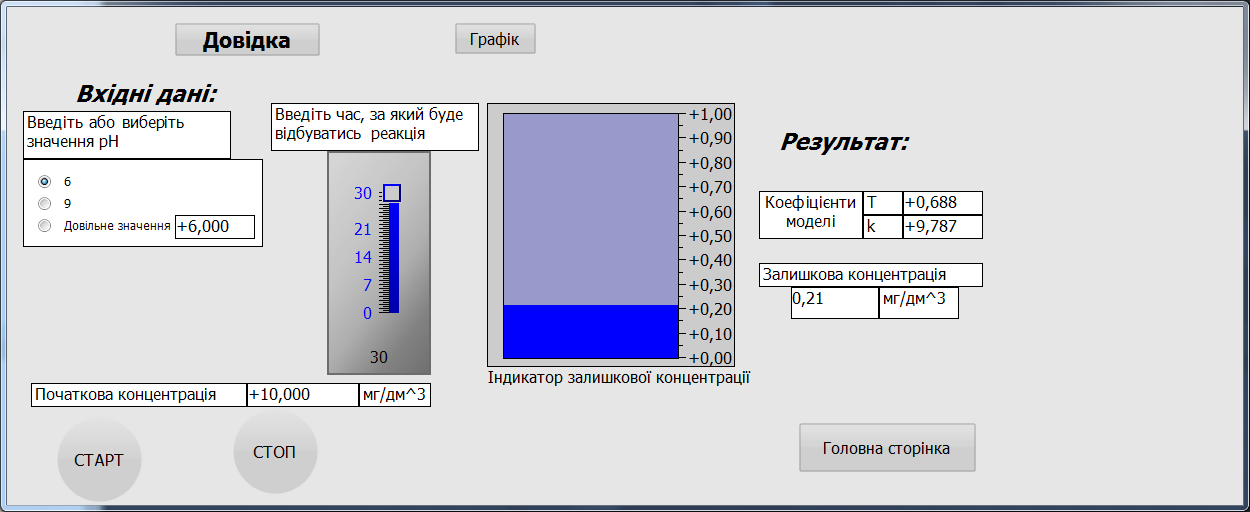 Довідка
Графік
Вхідні дані:
Введіть або виберіть
значення pH
6
9
Довільне значення +6,000
Введіть час, за який буде
відбуватись реакція
30
21
14
7
0
30
Початкова концентрація +10,000 мг/дм^3
СТАРТ
СТОП
+1,00
+0,90
+0,80
+0,70
+0,60
+0,50
+0,40
+0,30
+0,20
+0,10
+0,00
Індикатор залишкової концентрації
Результат:
Коефіцієнти
моделі
T +0,688
k +9,787
Залишкова концентрація
0,21 мг/дм^3
Головна сторінка